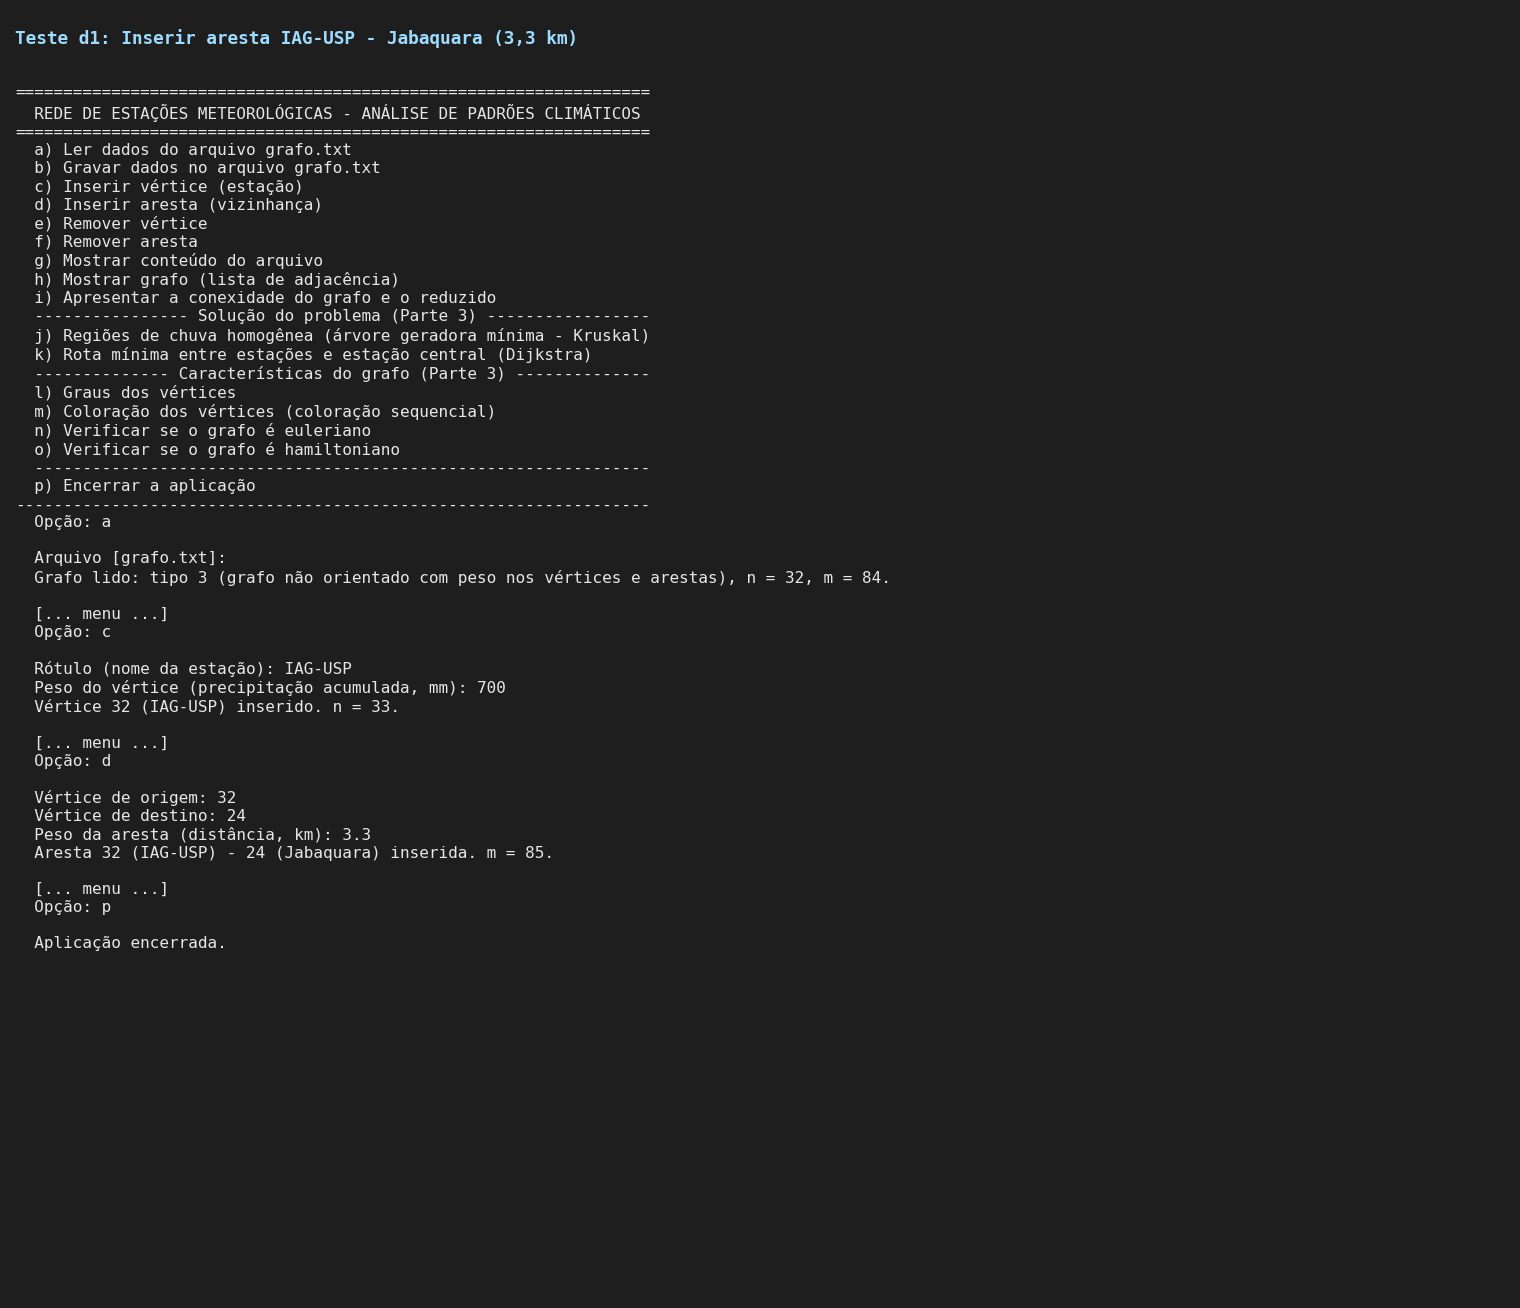 Teste d1: Inserir aresta IAG-USP - Jabaquara (3,3 km)
==================================================================
REDE DE ESTAÇÕES METEOROLÓGICAS - ANÁLISE DE PADRÕES CLIMÁTICOS
==================================================================
a) Ler dados do arquivo grafo.txt
b) Gravar dados no arquivo grafo.txt
c) Inserir vértice (estação)
d) Inserir aresta (vizinhança)
e) Remover vértice
f) Remover aresta
g) Mostrar conteúdo do arquivo
h) Mostrar grafo (lista de adjacência)
i) Apresentar a conexidade do grafo e o reduzido
---------------- Solução do problema (Parte 3) -----------------
j) Regiões de chuva homogênea (árvore geradora mínima - Kruskal)
k) Rota mínima entre estações e estação central (Dijkstra)
-------------- Características do grafo (Parte 3) --------------
l) Graus dos vértices
m) Coloração dos vértices (coloração sequencial)
n) Verificar se o grafo é euleriano
o) Verificar se o grafo é hamiltoniano
----------------------------------------------------------------
p) Encerrar a aplicação
------------------------------------------------------------------
Opção: a
Arquivo [grafo.txt]:
Grafo lido: tipo 3 (grafo não orientado com peso nos vértices e arestas), n = 32, m = 84.
[... menu ...]
Opção: c
Rótulo (nome da estação): IAG-USP
Peso do vértice (precipitação acumulada, mm): 700
Vértice 32 (IAG-USP) inserido. n = 33.
[... menu ...]
Opção: d
Vértice de origem: 32
Vértice de destino: 24
Peso da aresta (distância, km): 3.3
Aresta 32 (IAG-USP) - 24 (Jabaquara) inserida. m = 85.
[... menu ...]
Opção: p
Aplicação encerrada.